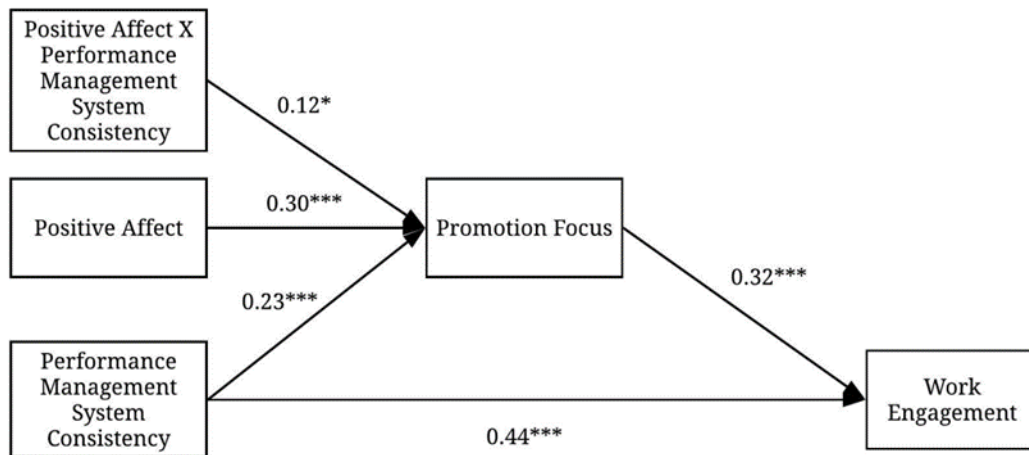 Positive Affect X
Performance
Management
System
Consistency
0.12*
Positive Affect
0.30***
Promotion Focus
0.23***
0.32***
Performance
Management
System
Consistency
Work
Engagement
0.44***